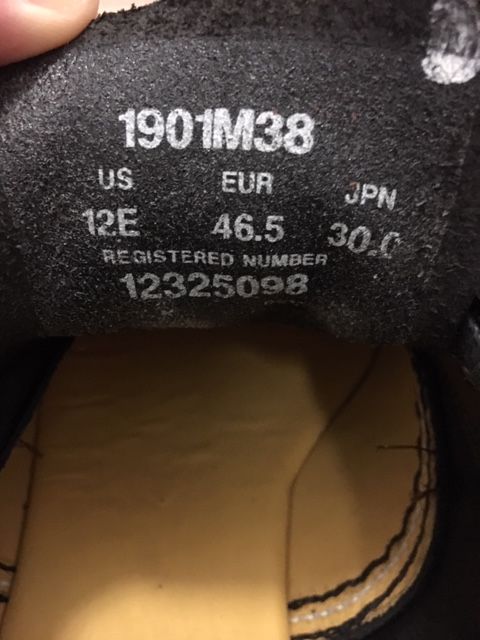 1901M38
US EUR JPN
12E 46.5 30.0
REGISTERED NUMBER
12325098